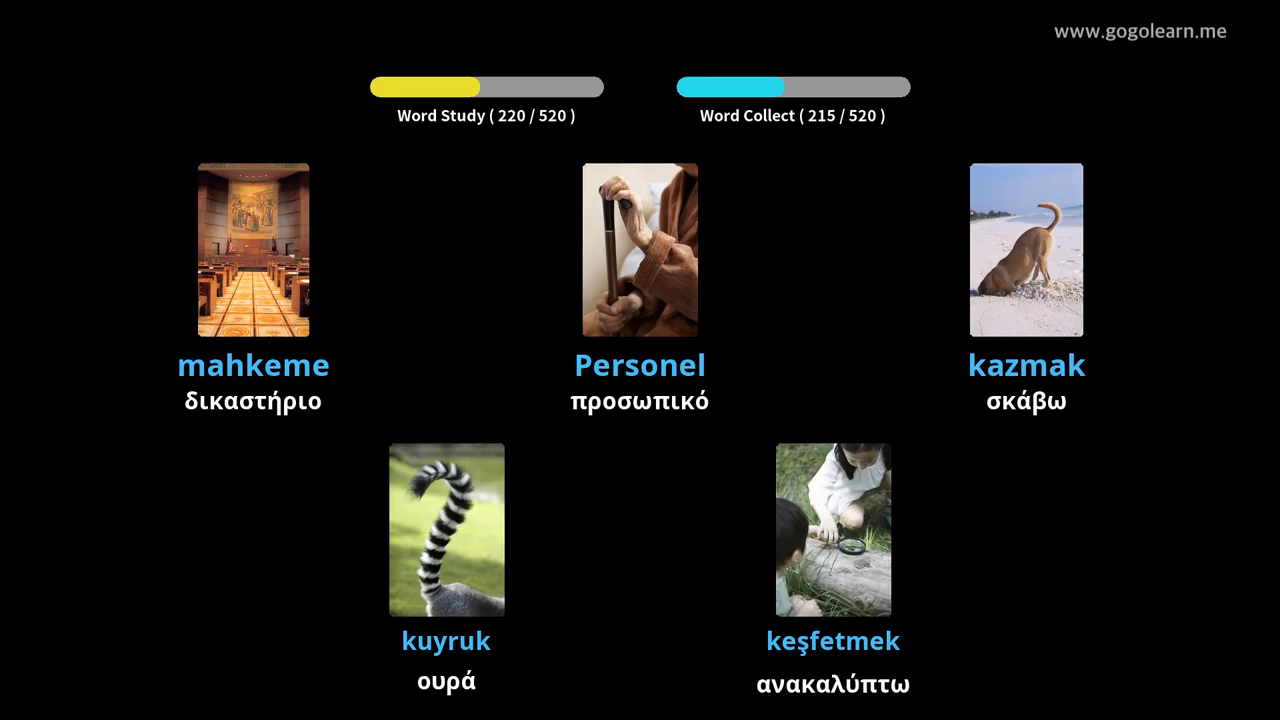 www.gogolearn.me
Word Study ( 220 / 520 )
Word Collect ( 215 / 520 )
mahkeme
δικαστήριο
Personel
προσωπικό
kazmak
σκάβω
kuyruk
ουρά
keşfetmek
ανακαλύπτω